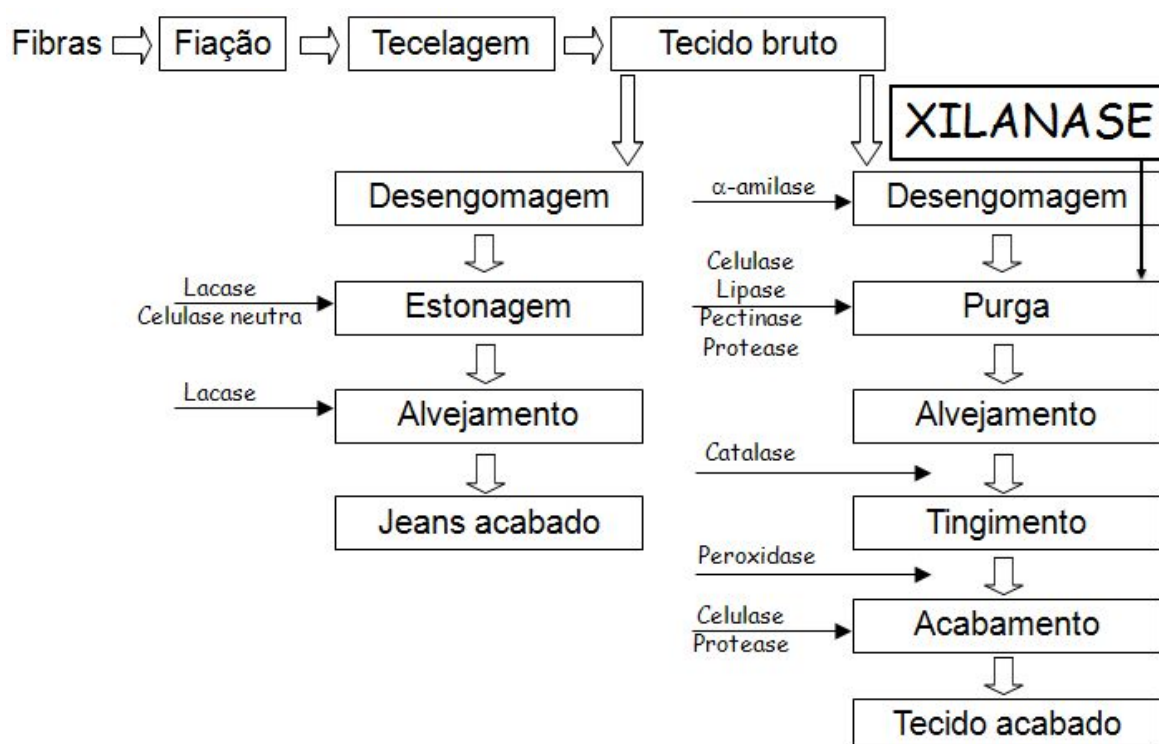 Fibras
Fiação
Tecelagem
Tecido bruto
XILANASE
Desengomagem
Lacase
Celulase neutra
Estonagem
Lacase
Alvejamento
Jeans acabado
α-amilase
Desengomagem
Celulase
Lipase
Pectinase
Protease
Purga
Alvejamento
Catalase
Tingimento
Peroxidase
Celulase
Protease
Acabamento
Tecido acabado